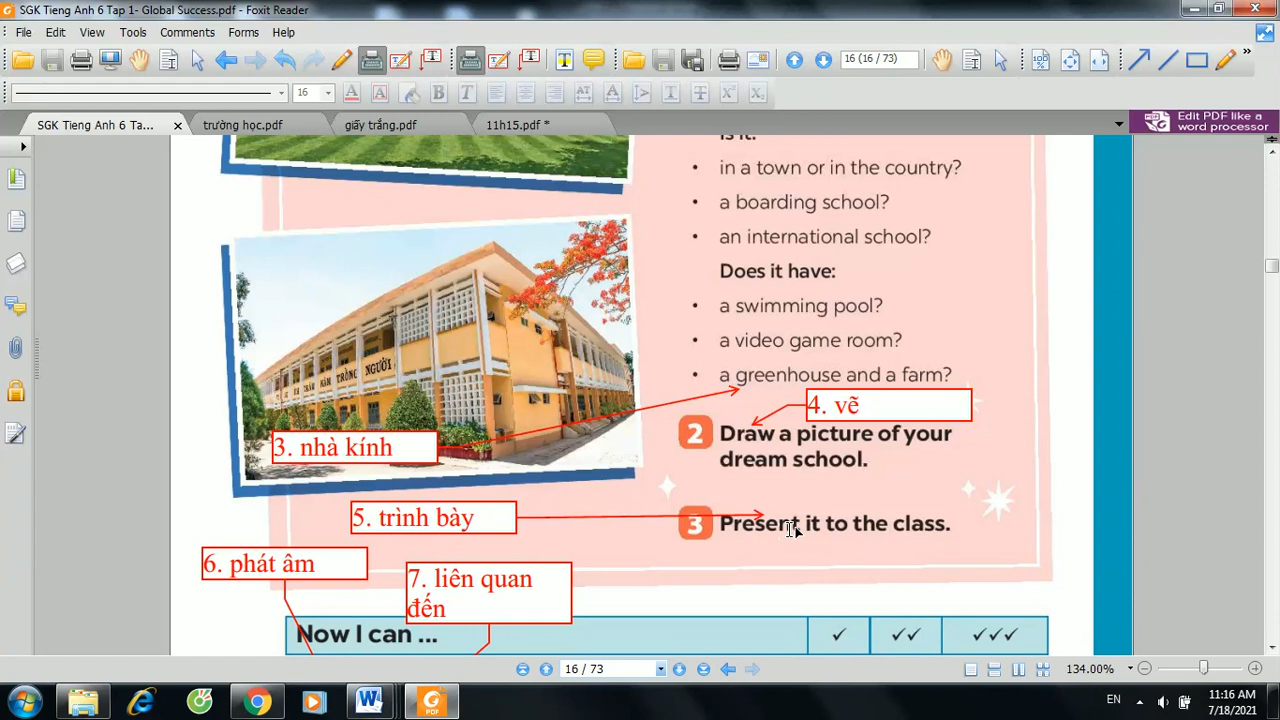 SGK Tieng Anh 6 Tap 1- Global Success.pdf - Foxit Reader
File Edit View Tools Comments Forms Help
16 (16 / 73)
16
SGK Tieng Anh 6 Ta... trường học.pdf giấy trắng.pdf 11h15.pdf *
Edit PDF like a
word processor
Is it:
• in a town or in the country?
• a boarding school?
• an international school?
Does it have:
• a swimming pool?
• a video game room?
• a greenhouse and a farm?
4. vẽ
2 Draw a picture of your
dream school.
3. nhà kính
5. trình bày
3 Present it to the class.
6. phát âm
7. liên quan
đến
Now I can ... ✓ ✓✓ ✓✓✓
16 / 73
134.00%
EN
11:16 AM
7/18/2021